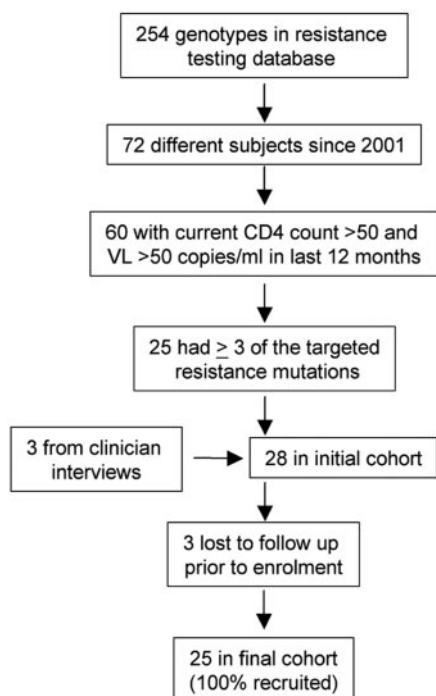 254 genotypes in resistance
testing database
72 different subjects since 2001
60 with current CD4 count >50 and
VL >50 copies/ml in last 12 months
25 had ≥ 3 of the targeted
resistance mutations
3 from clinician
interviews
28 in initial cohort
3 lost to follow up
prior to enrolment
25 in final cohort
(100% recruited)